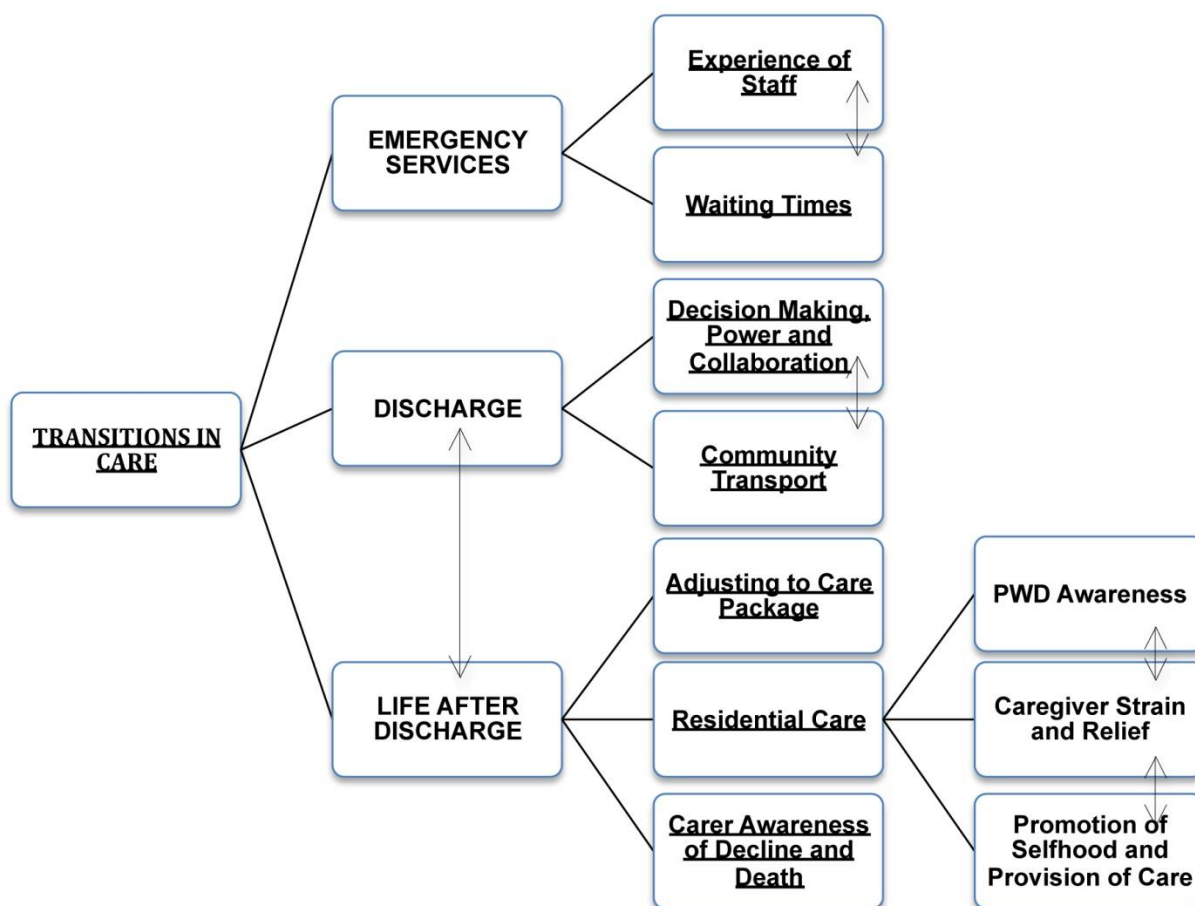 TRANSITIONS IN
CARE
EMERGENCY
SERVICES
Experience of
Staff
Waiting Times
DISCHARGE
Decision Making,
Power and
Collaboration
Community
Transport
LIFE AFTER
DISCHARGE
Adjusting to Care
Package
Residential Care
PWD Awareness
Caregiver Strain
and Relief
Promotion of
Selfhood and
Provision of Care
Carer Awareness
of Decline and
Death